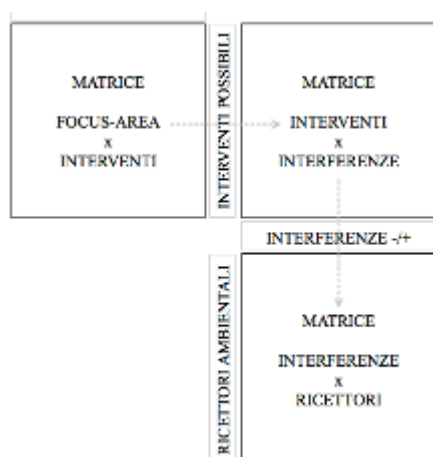 MATRICE
FOCUS-AREA
x
INTERVENTI
INTERVENTI POSSIBILI
MATRICE
INTERVENTI
x
INTERFERENZE
INTERFERENZE -/+
RICETTORI AMBIENTALI
MATRICE
INTERFERENZE
x
RICETTORI